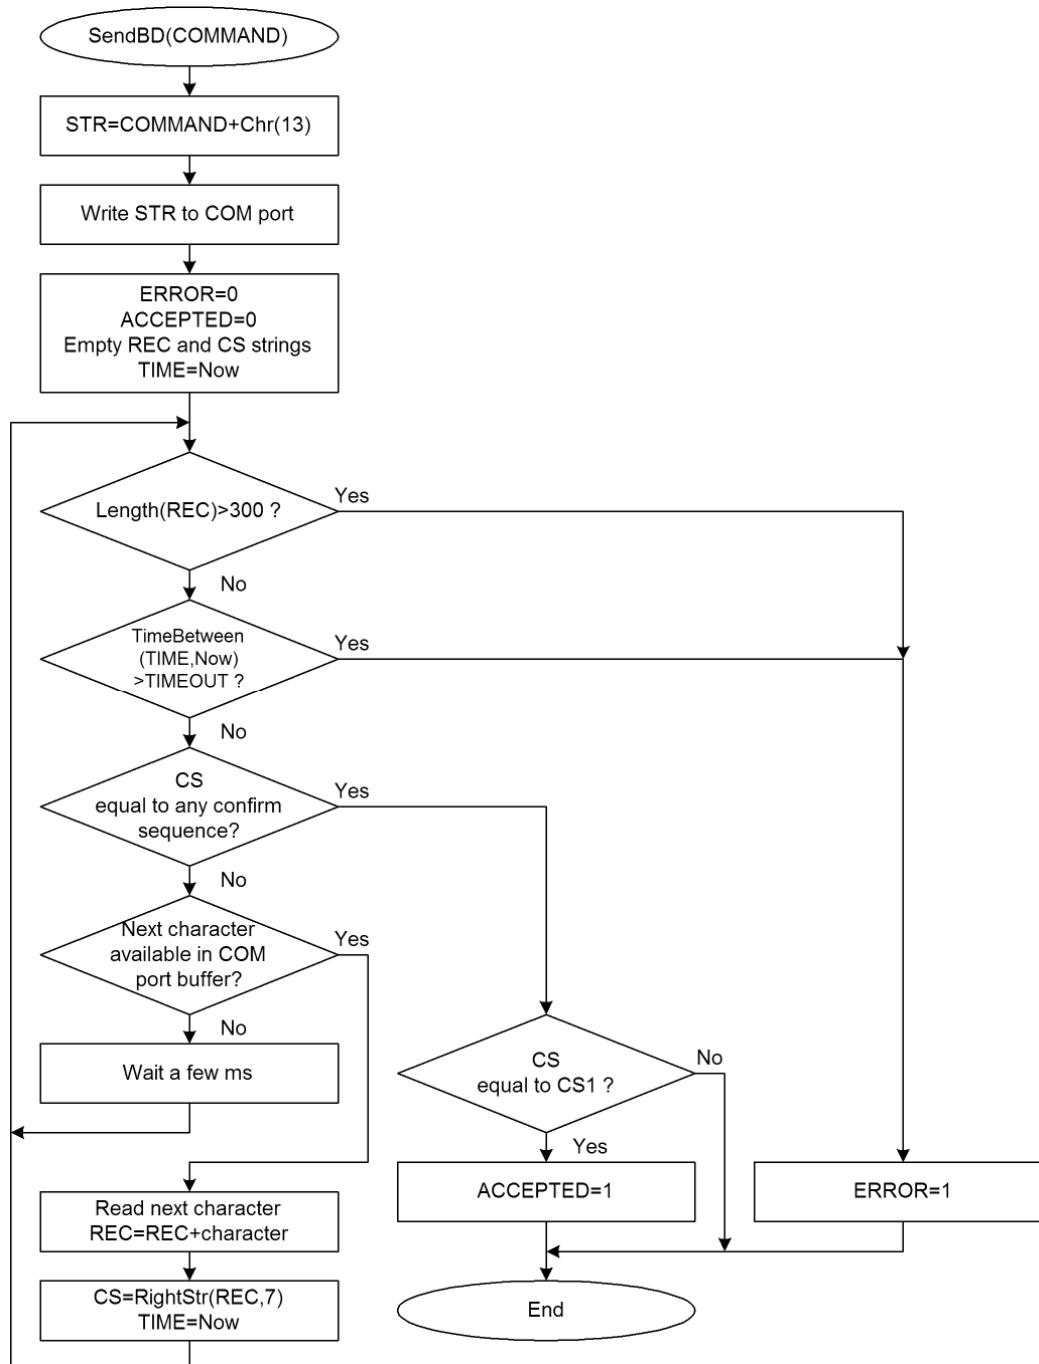 SendBD(COMMAND)
STR=COMMAND+Chr(13)
Write STR to COM port
ERROR=0
ACCEPTED=0
Empty REC and CS strings
TIME=Now
Length(REC)>300 ?
Yes
No
TimeBetween
(TIME,Now)
>TIMEOUT ?
Yes
No
CS
equal to any confirm
sequence?
Yes
No
Next character
available in COM
port buffer?
Yes
No
Wait a few ms
CS
equal to CS1 ?
No
Yes
ACCEPTED=1
ERROR=1
Read next character
REC=REC+character
CS=RightStr(REC,7)
TIME=Now
End